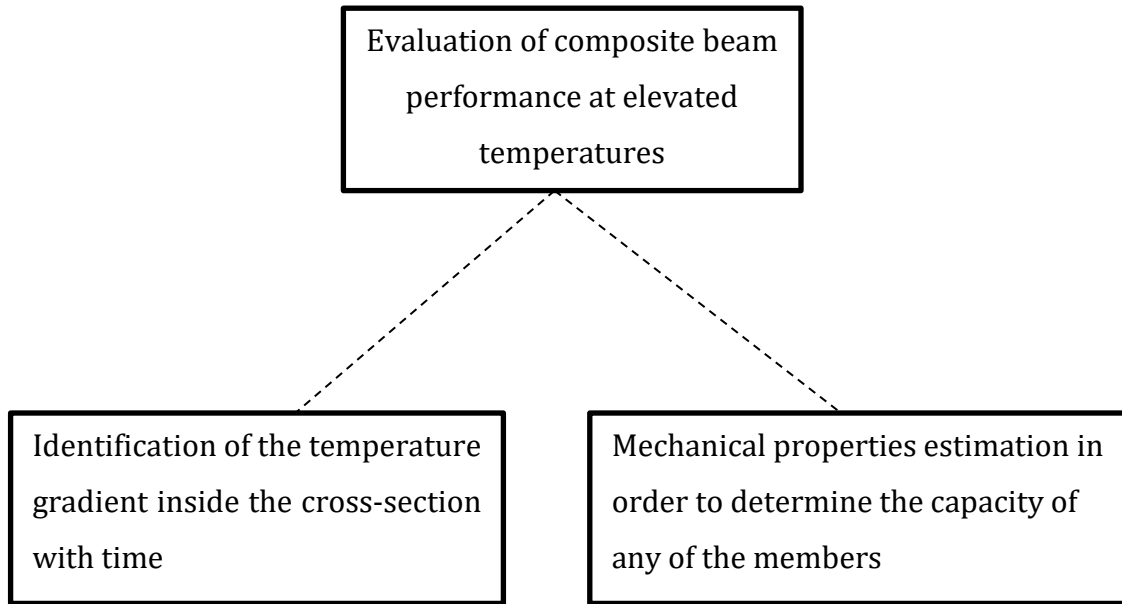 Evaluation of composite beam
performance at elevated
temperatures
Identification of the temperature
gradient inside the cross-section
with time
Mechanical properties estimation in
order to determine the capacity of
any of the members